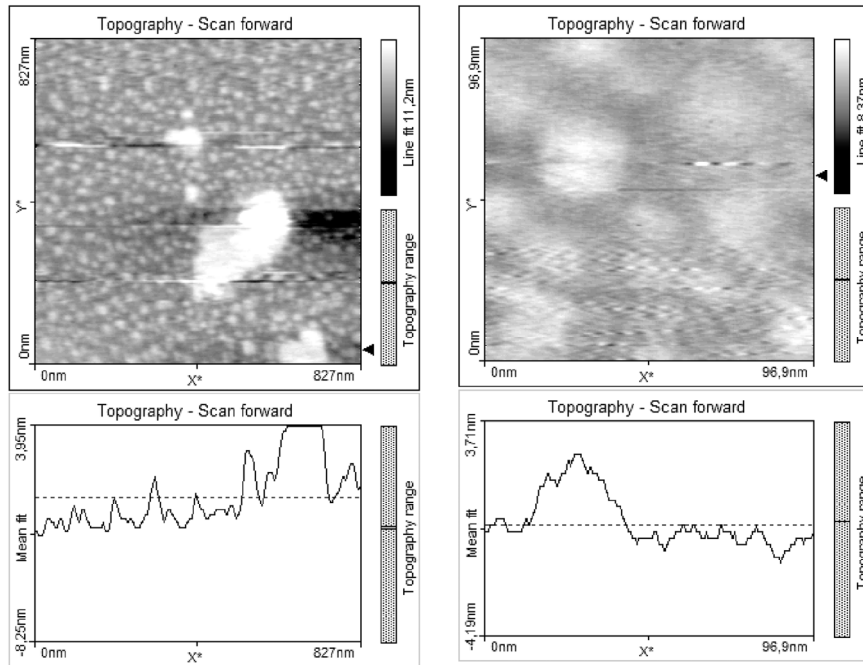 Topography - Scan forward
827nm
Y*
0nm
0nm
X*
827nm
Line fit 11,2nm
Topography range
Topography - Scan forward
96,9nm
Y*
0nm
0nm
X*
96,9nm
Line fit 8,37nm
Topography range
Topography - Scan forward
3,95nm
Mean fit
-8,25nm
0nm
X*
827nm
Topography range
Topography - Scan forward
3,71nm
Mean fit
-4,19nm
0nm
X*
96,9nm
Topography range